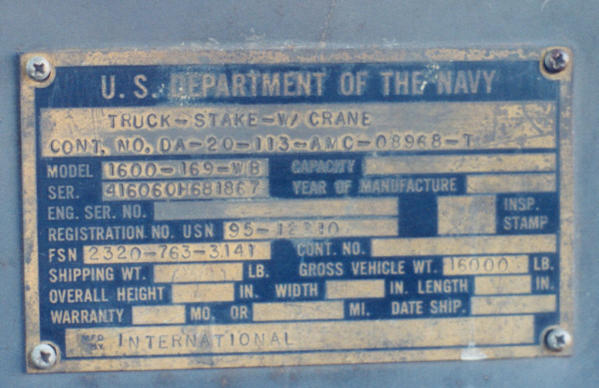 U. S. DEPARTMENT OF THE NAVY
TRUCK-STAKE-W/ CRANE
CONT. NO. DA-20-113-AMC-08968-T
MODEL 1600-169-WB CAPACITY
SER. 416060H681867 YEAR OF MANUFACTURE
ENG. SER. NO. INSP. STAMP
REGISTRATION. NO. USN
FSN 2320-763-3141 CONT. NO.
SHIPPING WT. LB. GROSS VEHICLE WT. 16000 LB.
OVERALL HEIGHT IN. WIDTH IN. LENGTH IN.
WARRANTY MO. OR MI. DATE SHIP.
MFD. BY INTERNATIONAL